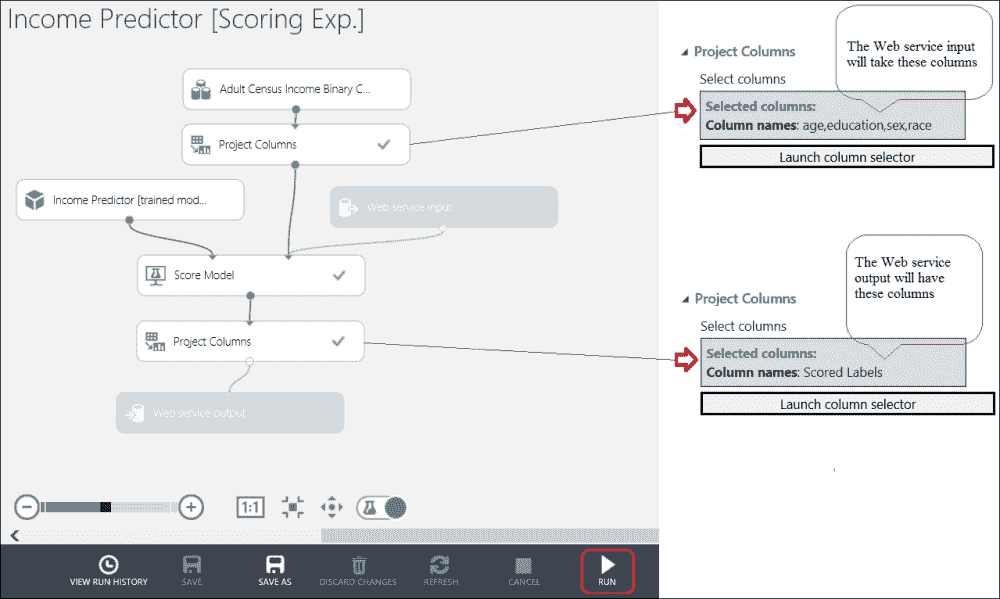 Income Predictor [Scoring Exp.]
Adult Census Income Binary C...
Project Columns
Income Predictor [trained mod...
Web service input
Score Model
Project Columns
Web service output
Project Columns
Select columns
Selected columns:
Column names: age,education,sex,race
Launch column selector
The Web service input
will take these columns
Project Columns
Select columns
Selected columns:
Column names: Scored Labels
Launch column selector
The Web service
output will have
these columns
1:1
VIEW RUN HISTORY
SAVE
SAVE AS
DISCARD CHANGES
REFRESH
CANCEL
RUN